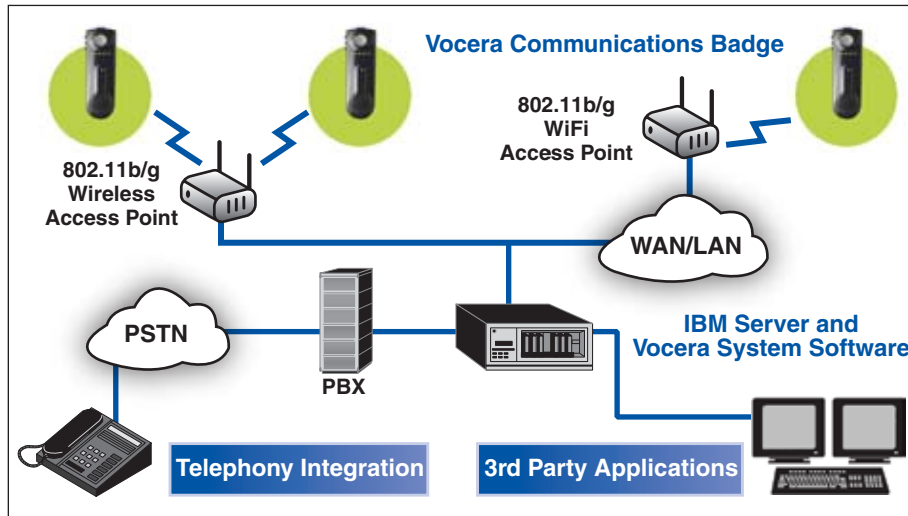 Vocera Communications Badge
802.11b/g
Wireless
Access Point
802.11b/g
WiFi
Access Point
WAN/LAN
PSTN
PBX
IBM Server and
Vocera System Software
Telephony Integration
3rd Party Applications